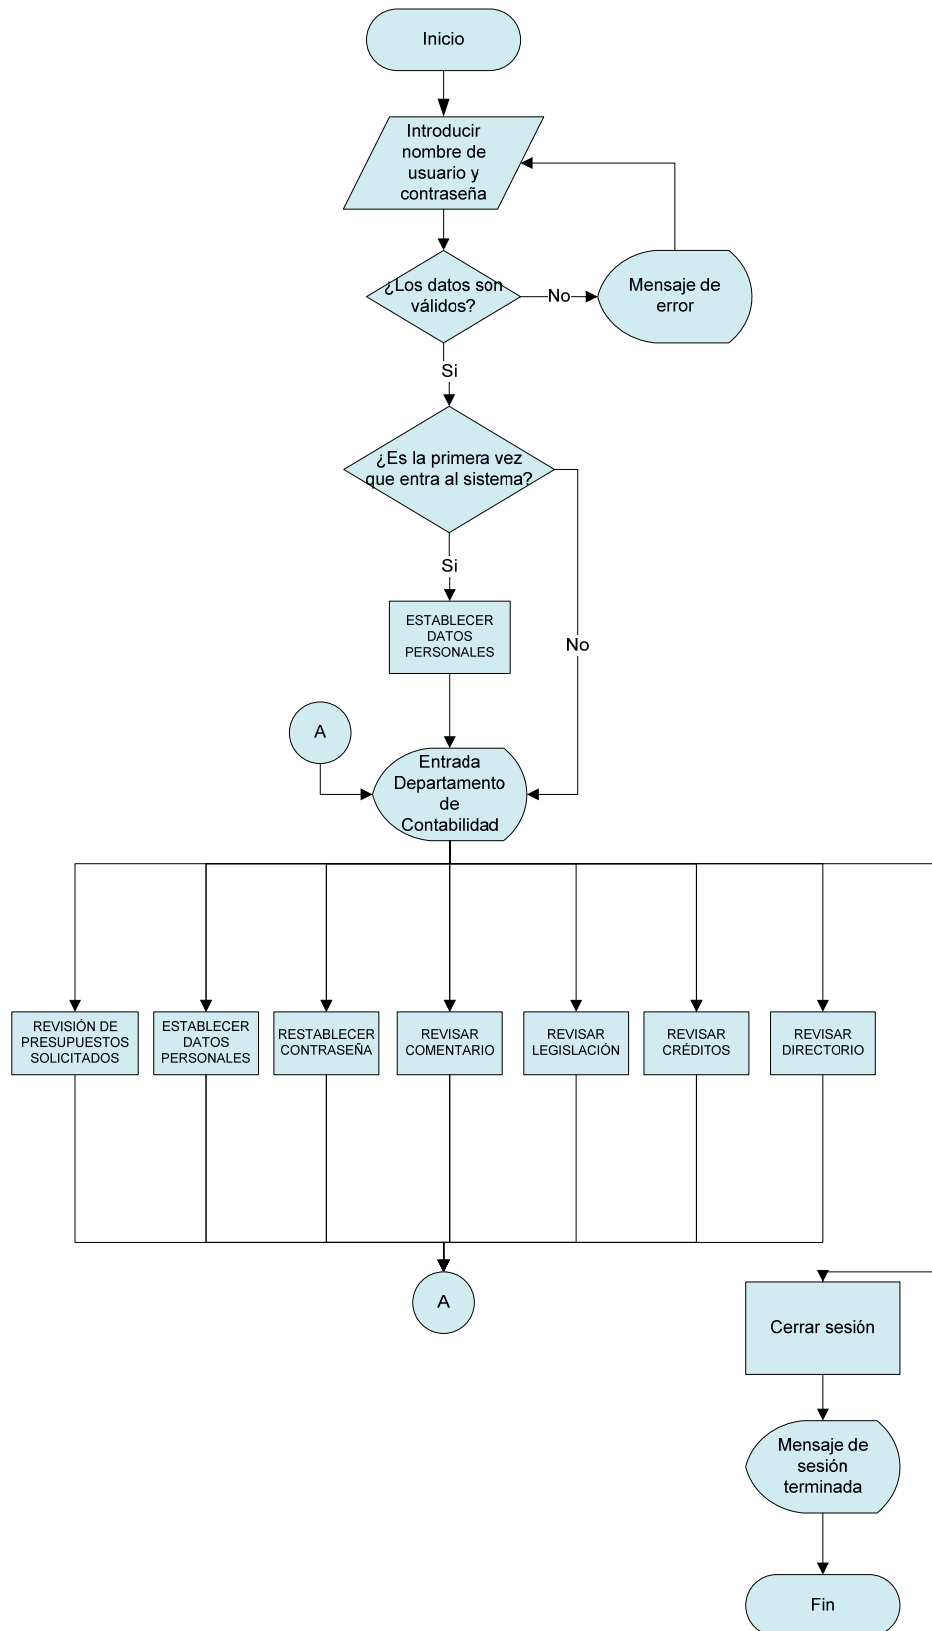 Inicio
Introducir
nombre de
usuario y
contraseña
¿Los datos son
válidos?
No
Mensaje de
error
Si
¿Es la primera vez
que entra al sistema?
Si
ESTABLECER
DATOS
PERSONALES
No
A
Entrada
Departamento
de
Contabilidad
REVISIÓN DE
PRESUPUESTOS
SOLICITADOS
ESTABLECER
DATOS
PERSONALES
RESTABLECER
CONTRASEÑA
REVISAR
COMENTARIO
REVISAR
LEGISLACIÓN
REVISAR
CRÉDITOS
REVISAR
DIRECTORIO
A
Cerrar sesión
Mensaje de
sesión
terminada
Fin